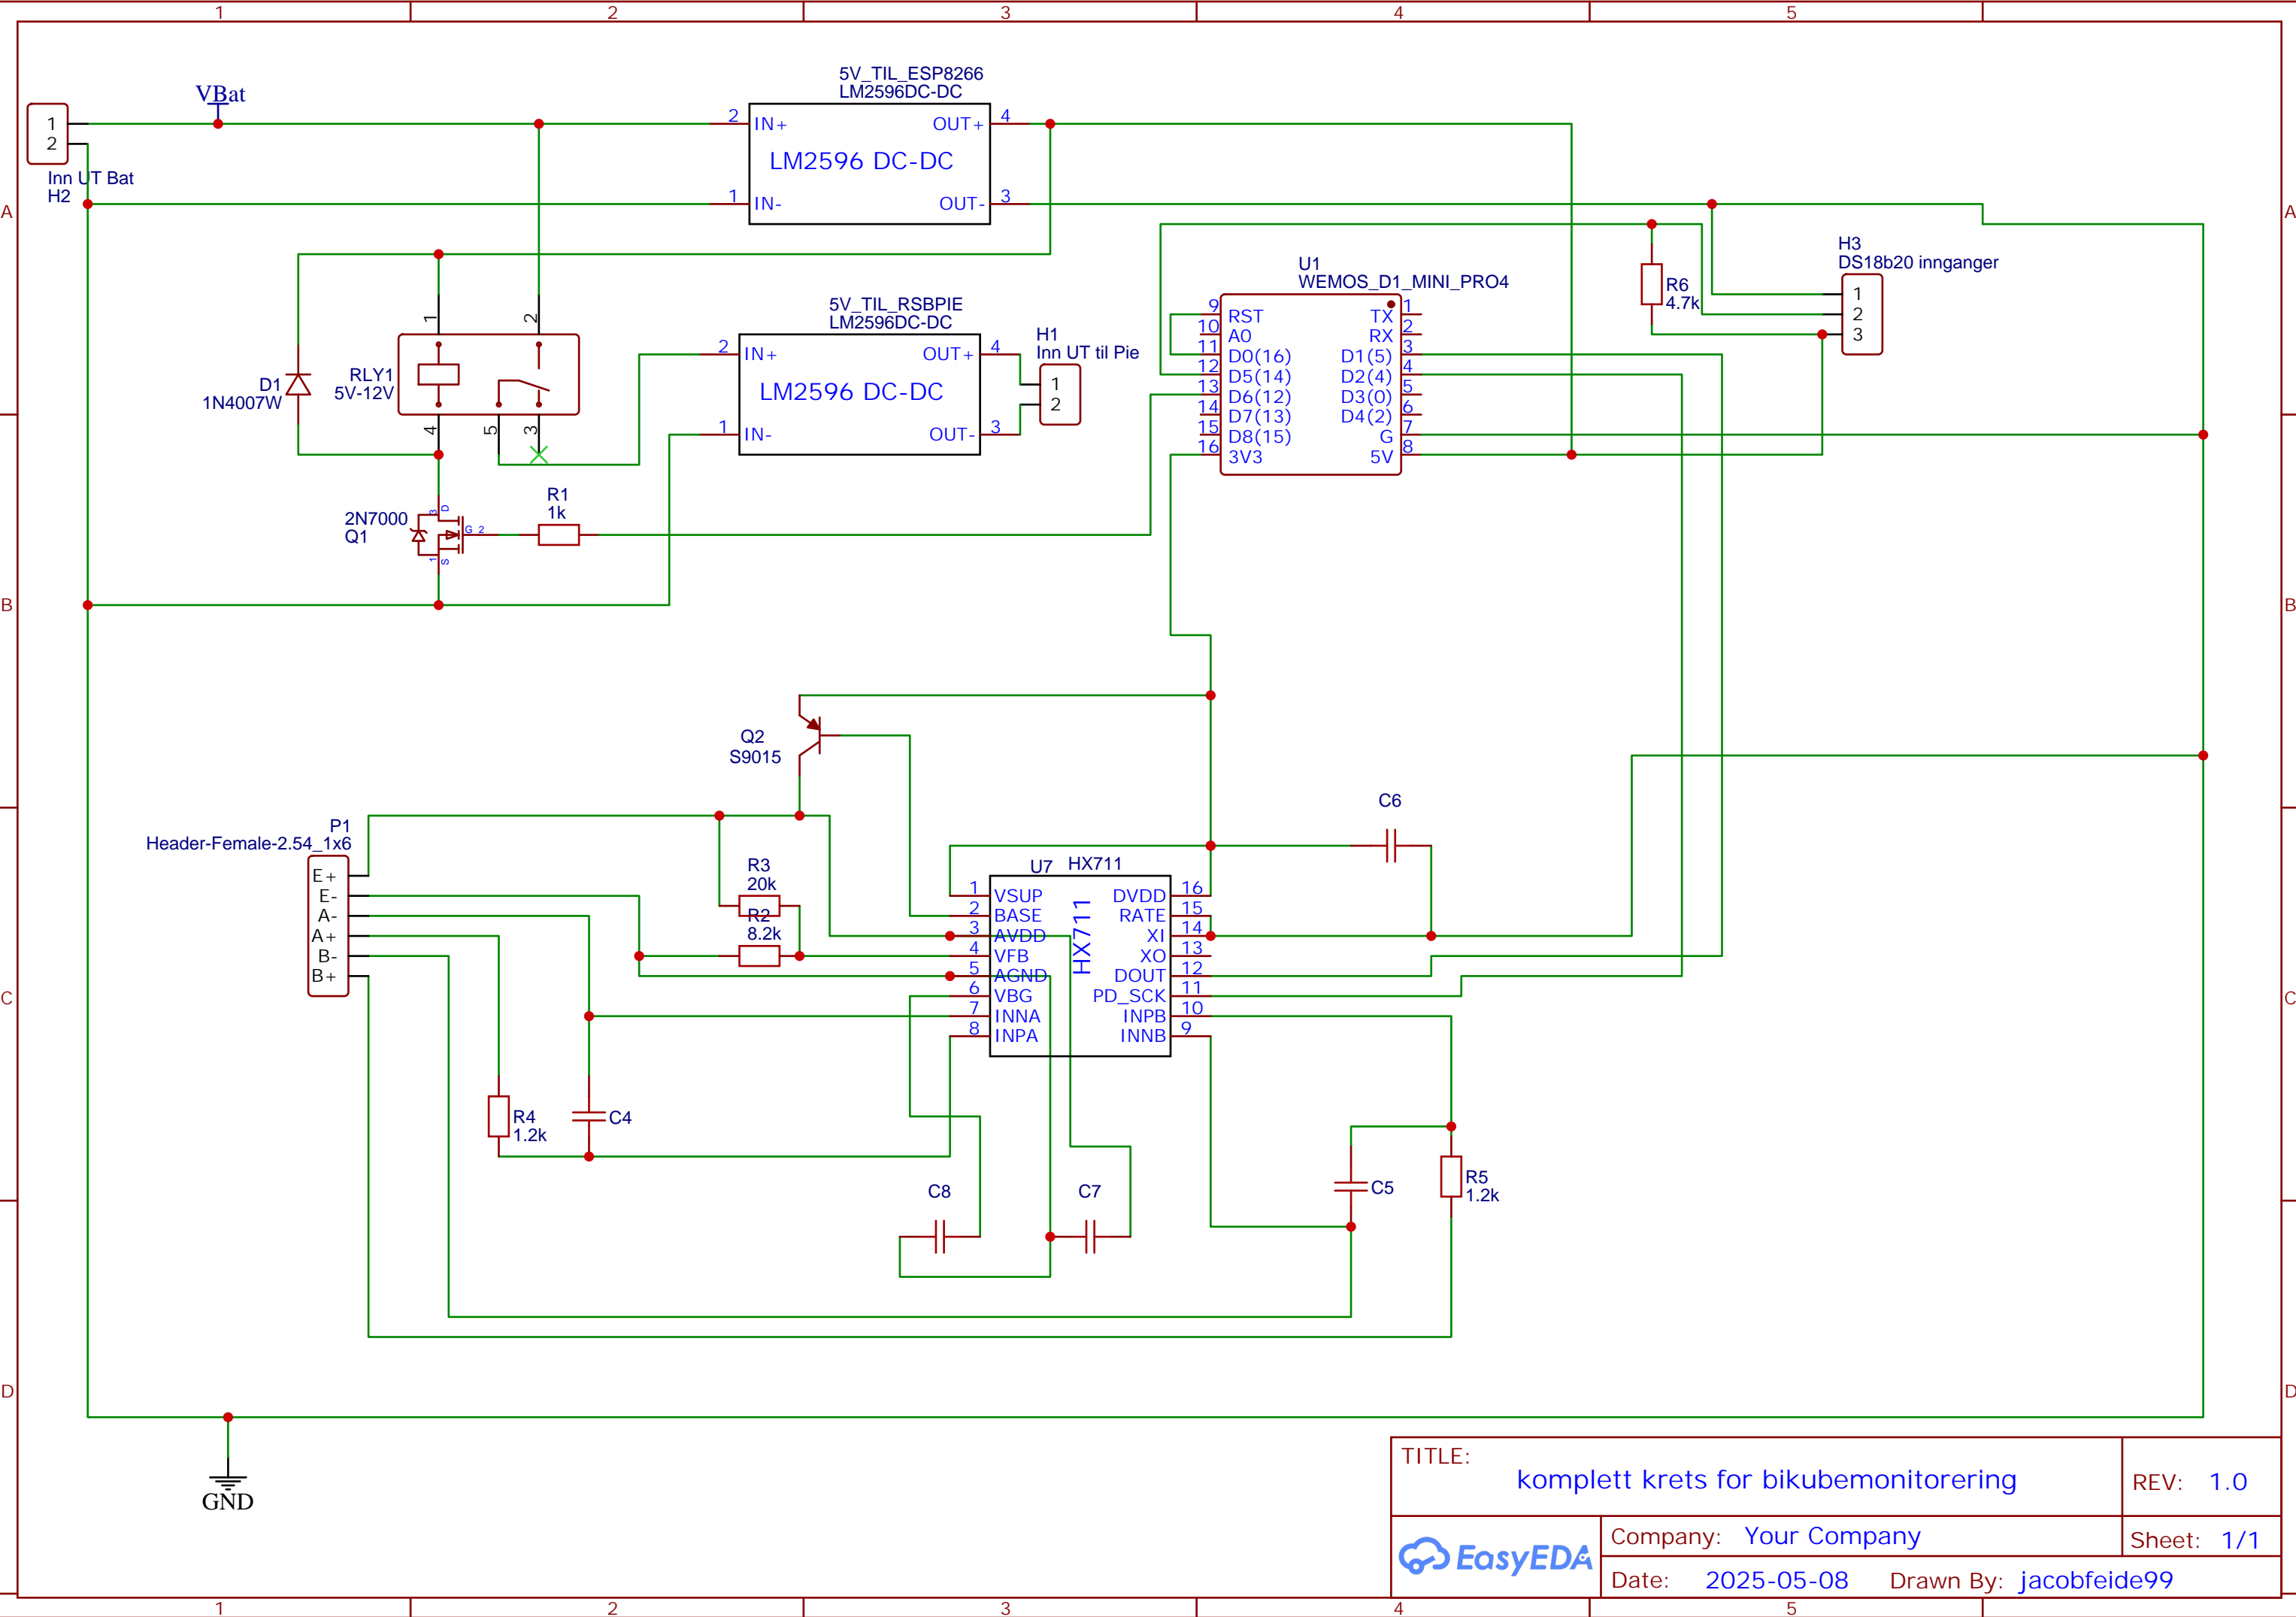 1 2 3 4 5
A A
B B
C C
D D
VBat
1
2
Inn UT Bat
H2
5V_TIL_ESP8266
LM2596DC-DC
2 IN+ OUT+ 4
LM2596 DC-DC
1 IN- OUT- 3
5V_TIL_RSBPIE
LM2596DC-DC
2 IN+ OUT+ 4
LM2596 DC-DC
1 IN- OUT- 3
H1
Inn UT til Pie
1
2
D1
1N4007W
RLY1
5V-12V
1 2
4 5 3
2N7000
Q1
3 D
G 2
1 S
R1
1k
U1
WEMOS_D1_MINI_PRO4
9 RST TX 1
10 A0 RX 2
11 D0(16) D1(5) 3
12 D5(14) D2(4) 4
13 D6(12) D3(0) 5
14 D7(13) D4(2) 6
15 D8(15) G 7
16 3V3 5V 8
R6
4.7k
H3
DS18b20 innganger
1
2
3
Q2
S9015
P1
Header-Female-2.54_1x6
E+
E-
A-
A+
B-
B+
R3
20k
R2
8.2k
U7 HX711
HX711
1 VSUP DVDD 16
2 BASE RATE 15
3 AVDD XI 14
4 VFB XO 13
5 AGND DOUT 12
6 VBG PD_SCK 11
7 INNA INPB 10
8 INPA INNB 9
C6
R4
1.2k
C4
C8
C7
C5
R5
1.2k
GND
TITLE:
komplett krets for bikubemonitorering
REV: 1.0
EasyEDA
Company: Your Company
Sheet: 1/1
Date: 2025-05-08
Drawn By: jacobfeide99
1 2 3 4 5